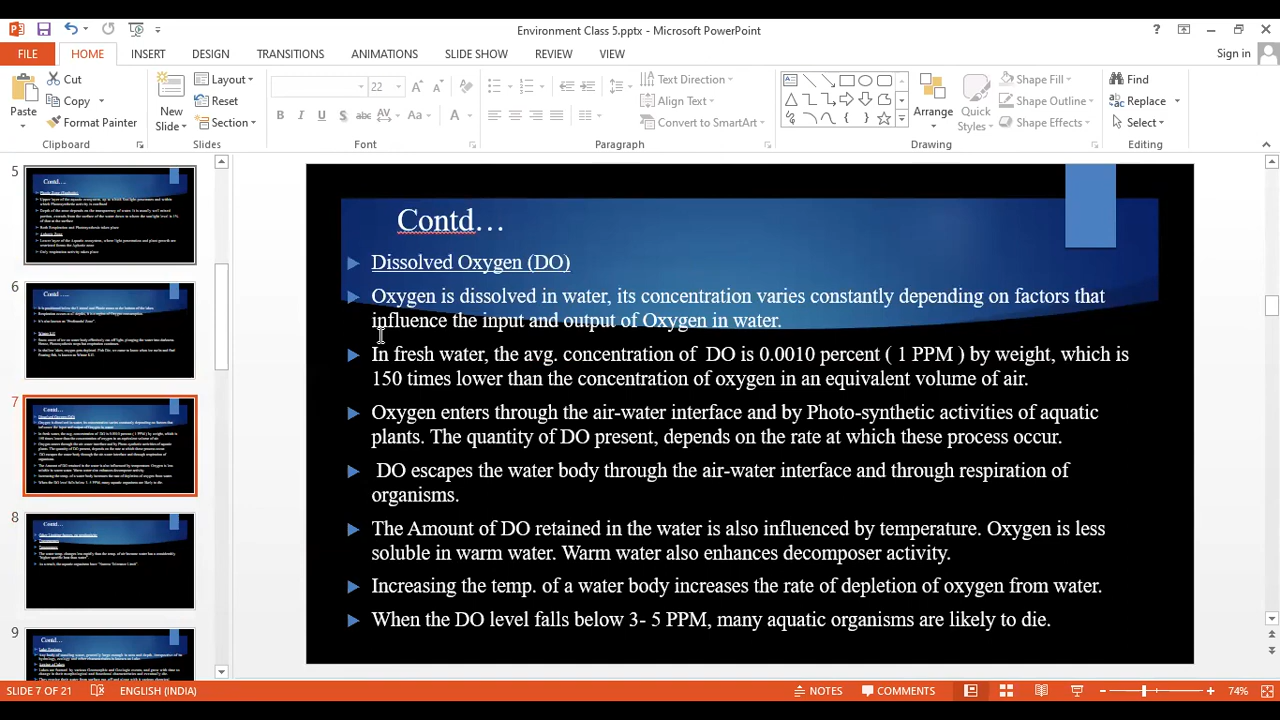 Environment Class 5.pptx - Microsoft PowerPoint
?
FILE HOME INSERT DESIGN TRANSITIONS ANIMATIONS SLIDE SHOW REVIEW VIEW Sign in
Paste
Cut
Copy
Format Painter
Clipboard
New
Slide
Layout
Reset
Section
Slides
22
B I U S abc AV Aa A
Font
Text Direction
Align Text
Convert to SmartArt
Paragraph
Arrange
Quick
Styles
Shape Fill
Shape Outline
Shape Effects
Drawing
Find
Replace
Select
Editing
5
6
7
8
9
Contd…
Dissolved Oxygen (DO)
Oxygen is dissolved in water, its concentration varies constantly depending on factors that
influence the input and output of Oxygen in water.
In fresh water, the avg. concentration of DO is 0.0010 percent ( 1 PPM ) by weight, which is
150 times lower than the concentration of oxygen in an equivalent volume of air.
Oxygen enters through the air-water interface and by Photo-synthetic activities of aquatic
plants. The quantity of DO present, depends on the rate at which these process occur.
DO escapes the water body through the air-water interface and through respiration of
organisms.
The Amount of DO retained in the water is also influenced by temperature. Oxygen is less
soluble in warm water. Warm water also enhances decomposer activity.
Increasing the temp. of a water body increases the rate of depletion of oxygen from water.
When the DO level falls below 3- 5 PPM, many aquatic organisms are likely to die.
SLIDE 7 OF 21 ENGLISH (INDIA) NOTES COMMENTS 74%